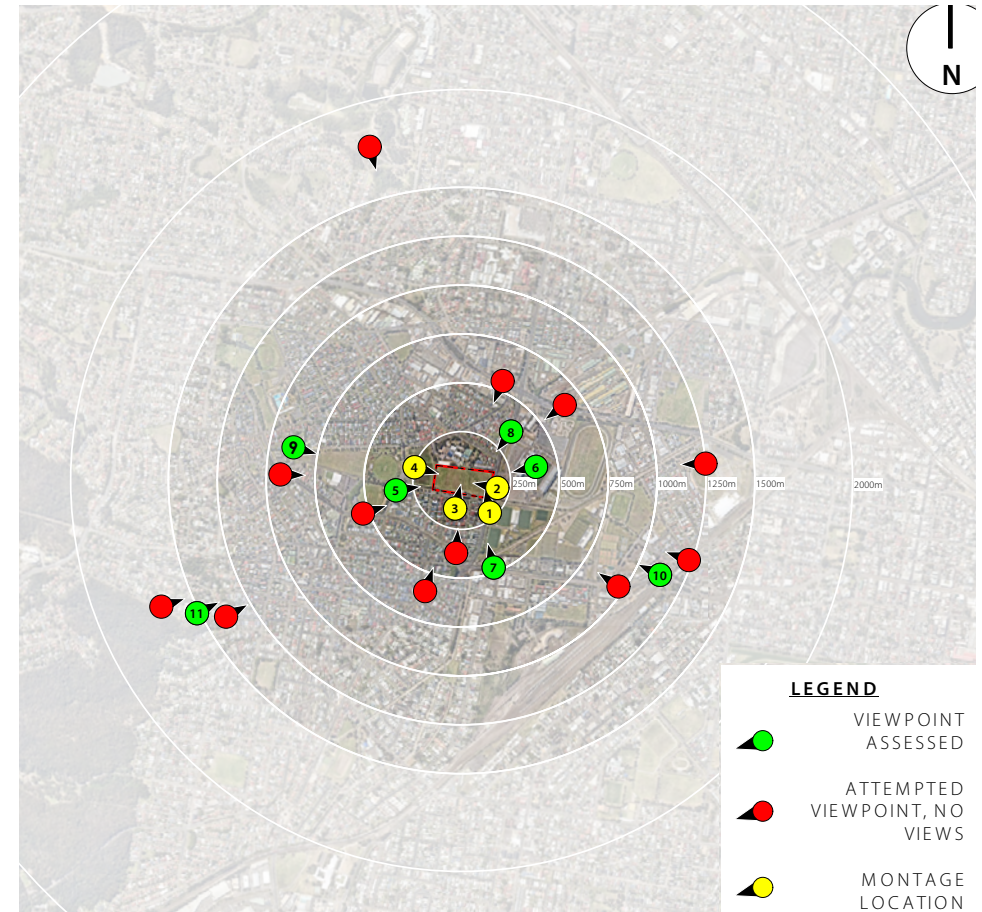 N
8
9
4
6
250m
500m
750m
1000m
1250m
1500m
2000m
5
2
3
1
7
10
11
LEGEND
VIEWPOINT
ASSESSED
ATTEMPTED
VIEWPOINT, NO
VIEWS
MONTAGE
LOCATION